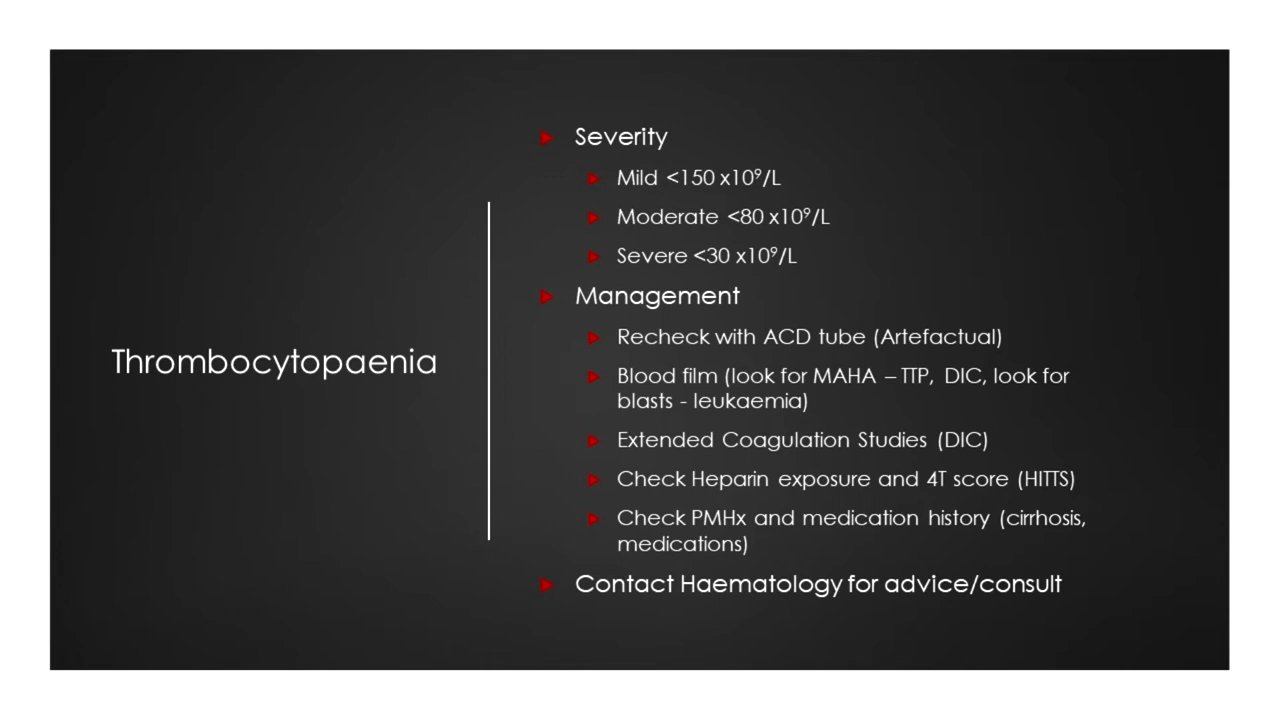 Thrombocytopaenia
Severity
Mild <150 x10⁹/L
Moderate <80 x10⁹/L
Severe <30 x10⁹/L
Management
Recheck with ACD tube (Artefactual)
Blood film (look for MAHA – TTP, DIC, look for
blasts - leukaemia)
Extended Coagulation Studies (DIC)
Check Heparin exposure and 4T score (HITTS)
Check PMHx and medication history (cirrhosis,
medications)
Contact Haematology for advice/consult